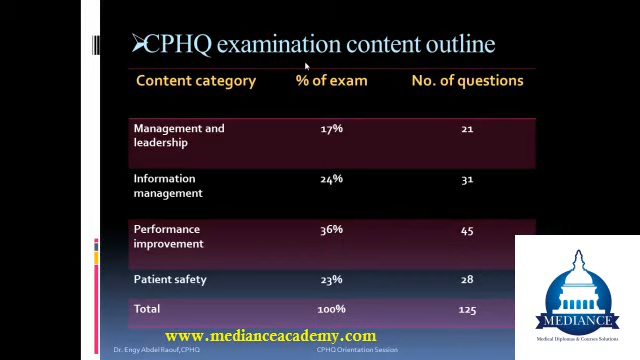 ➢CPHQ examination content outline
Content category % of exam No. of questions
Management and leadership 17% 21
Information management 24% 31
Performance improvement 36% 45
Patient safety 23% 28
Total 100% 125
www.medianceacademy.com
Dr. Engy Abdel Raouf,CPHQ CPHQ Orientation Session
MEDIANCE
Medical Diplomas & Courses Solutions